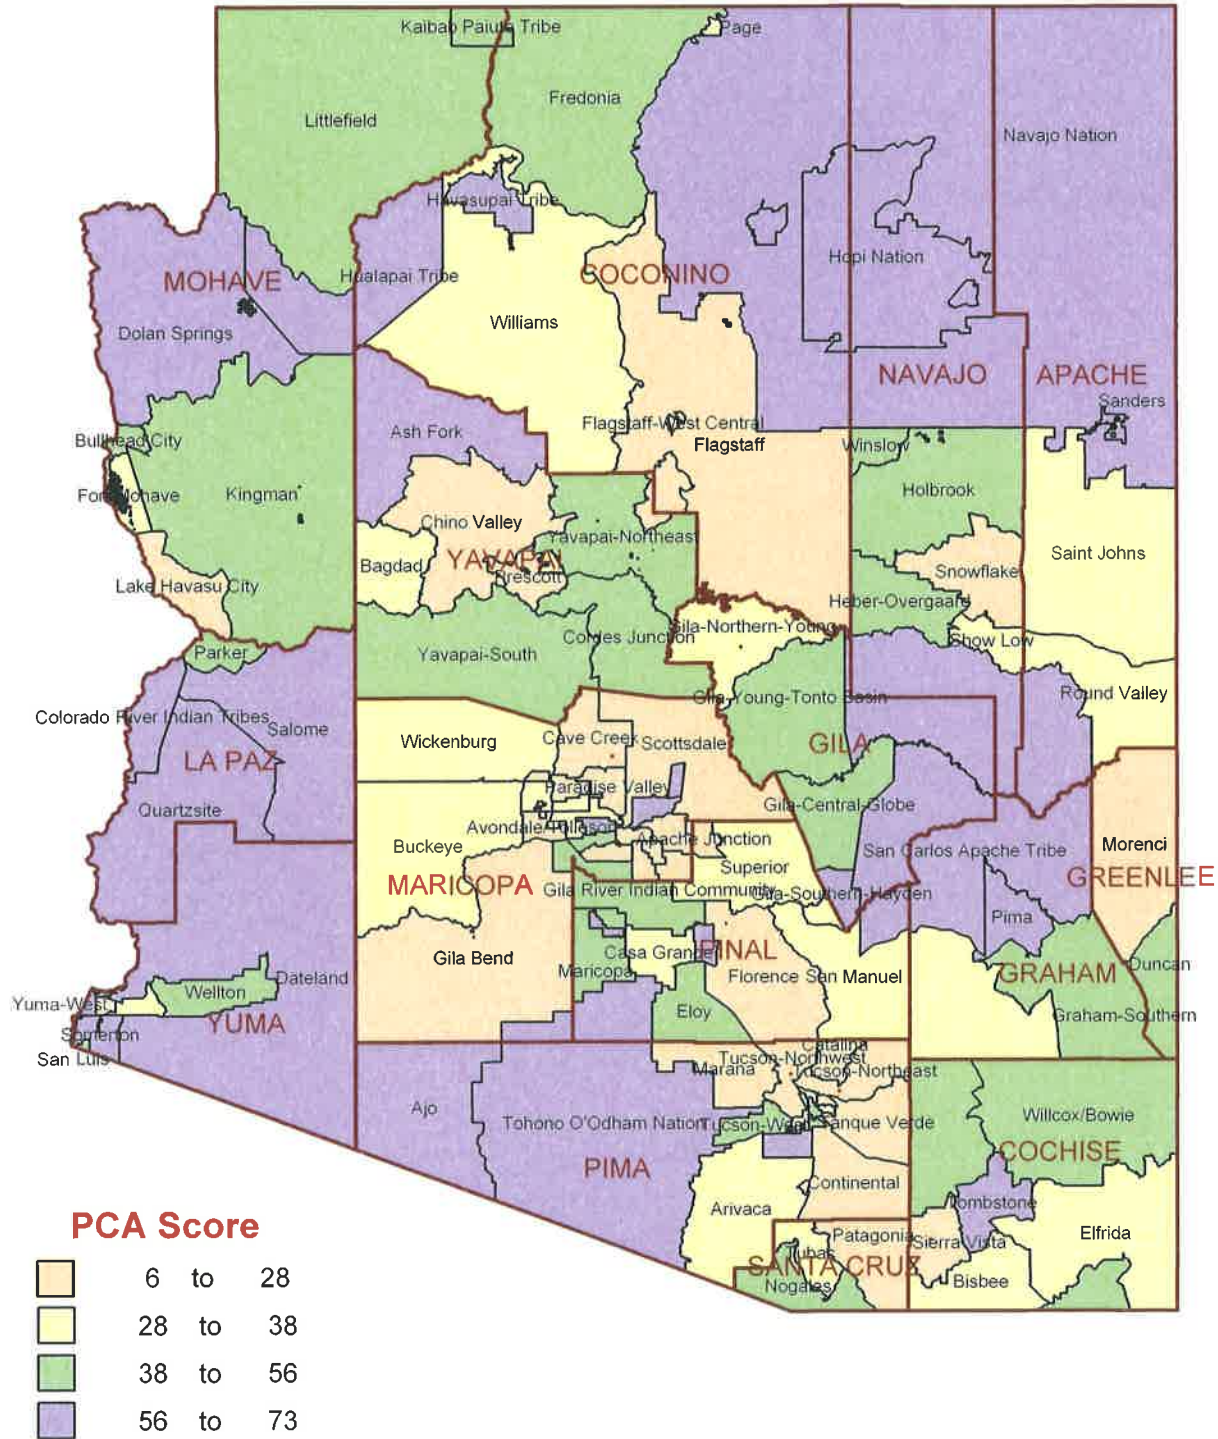 Kaibab Paiute Tribe
Page
Fredonia
Littlefield
Navajo Nation
Havasupai Tribe
Hopi Nation
MOHAVE
Hualapai Tribe
COCONINO
Williams
Dolan Springs
NAVAJO
APACHE
Sanders
Bullhead City
Ash Fork
Flagstaff-West Central
Flagstaff
Winslow
Fort Mohave
Kingman
Holbrook
Chino Valley
Yavapai-Northeast
Saint Johns
Bagdad
YAVAPAI
Prescott
Snowflake
Lake Havasu City
Heber-Overgaard
Gila-Northern-Young
Cordes Junction
Show Low
Parker
Yavapai-South
Gila-Young-Tonto Basin
Round Valley
Colorado River Indian Tribes
Salome
Wickenburg
Cave Creek
Scottsdale
GILA
LA PAZ
Paradise Valley
Quartzsite
Gila-Central-Globe
Avondale/Tolleson
Apache Junction
Buckeye
San Carlos Apache Tribe
Morenci
Superior
MARICOPA
Gila River Indian Community
Gila-Southern-Hayden
GREENLEE
Pima
Gila Bend
Casa Grande
PINAL
Maricopa
Florence
San Manuel
GRAHAM
Duncan
Dateland
Wellton
Yuma-West
Eloy
Graham-Southern
YUMA
Somerton
San Luis
Catalina
Tucson-Northwest
Marana
Tucson-Northeast
Ajo
Tohono O'Odham Nation
Tucson-West
Tanque Verde
Willcox/Bowie
COCHISE
PIMA
Continental
Arivaca
Tombstone
Patagonia
Sierra Vista
Elfrida
Tubac
SANTA CRUZ
Nogales
Bisbee
PCA Score
6 to 28
28 to 38
38 to 56
56 to 73